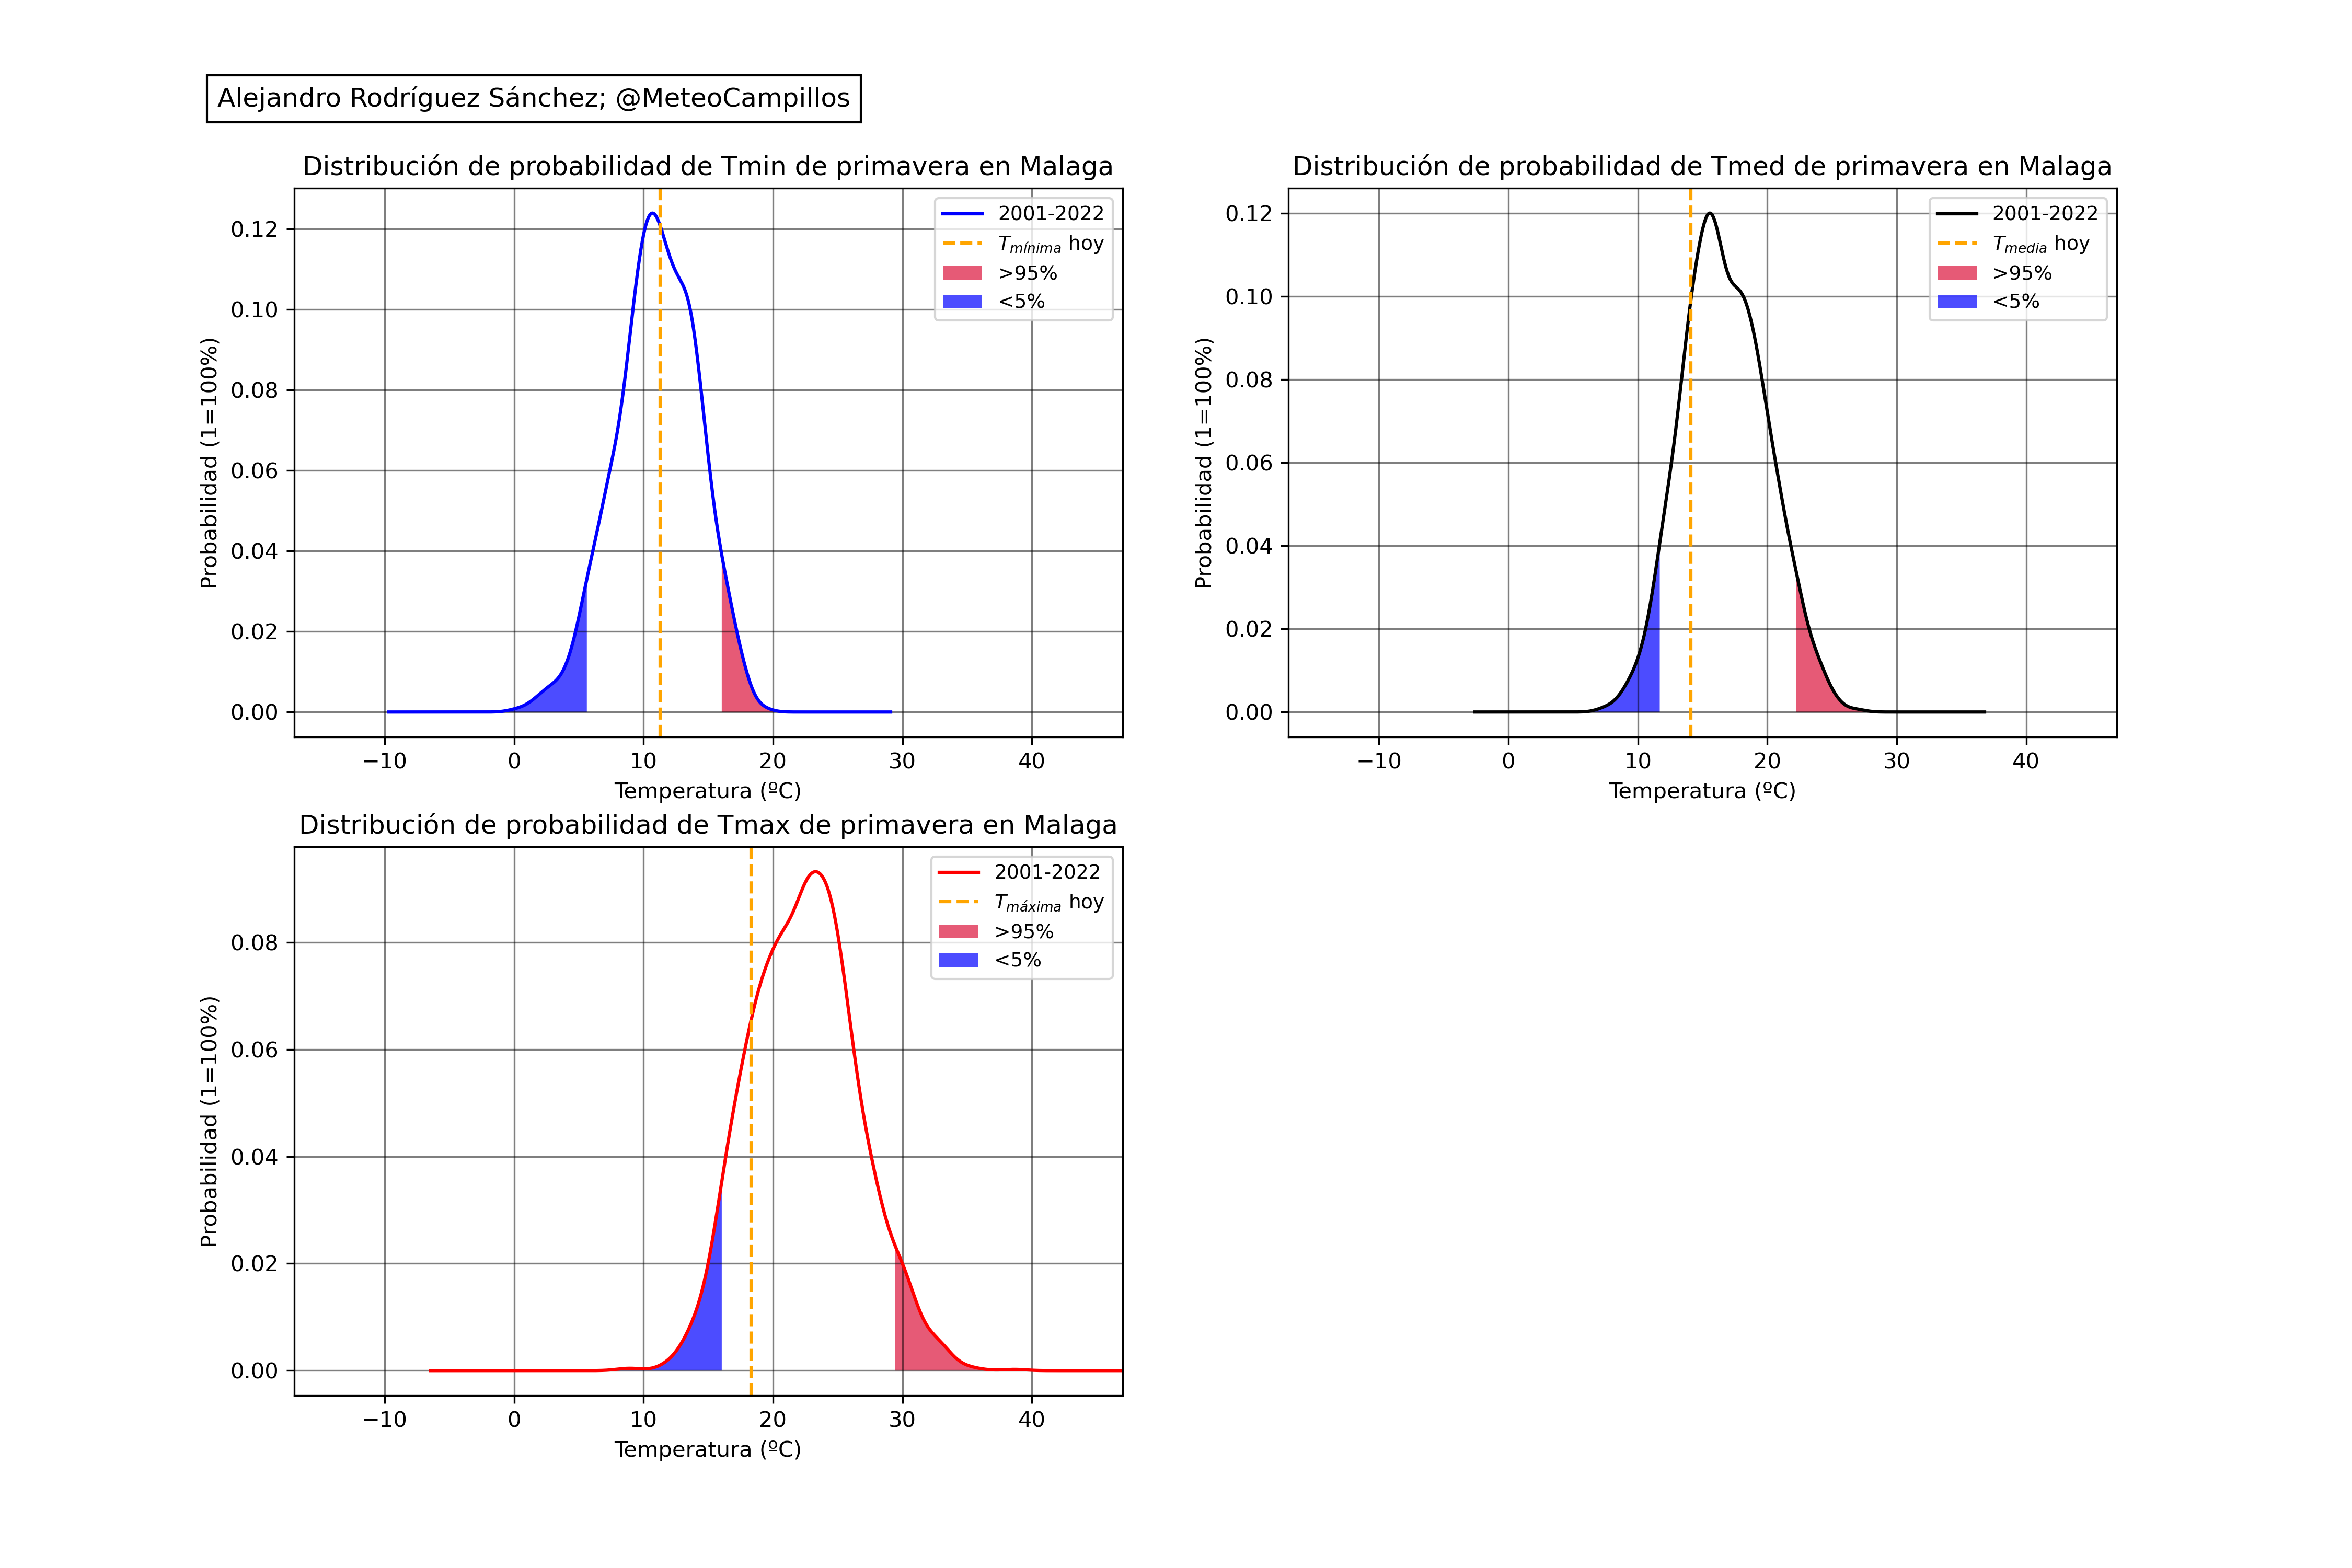 Alejandro Rodríguez Sánchez; @MeteoCampillos
Distribución de probabilidad de Tmin de primavera en Malaga
Probabilidad (1=100%)
0.12
0.10
0.08
0.06
0.04
0.02
0.00
−10 0 10 20 30 40
Temperatura (ºC)
2001-2022
Tmínima hoy
>95%
<5%
Distribución de probabilidad de Tmed de primavera en Malaga
Probabilidad (1=100%)
0.12
0.10
0.08
0.06
0.04
0.02
0.00
−10 0 10 20 30 40
Temperatura (ºC)
2001-2022
Tmedia hoy
>95%
<5%
Distribución de probabilidad de Tmax de primavera en Malaga
Probabilidad (1=100%)
0.08
0.06
0.04
0.02
0.00
−10 0 10 20 30 40
Temperatura (ºC)
2001-2022
Tmáxima hoy
>95%
<5%